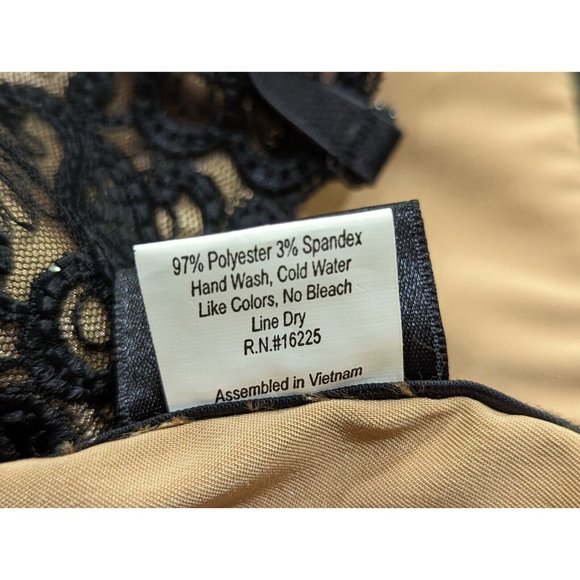 97% Polyester 3% Spandex
Hand Wash, Cold Water
Like Colors, No Bleach
Line Dry
R.N.#16225
Assembled in Vietnam